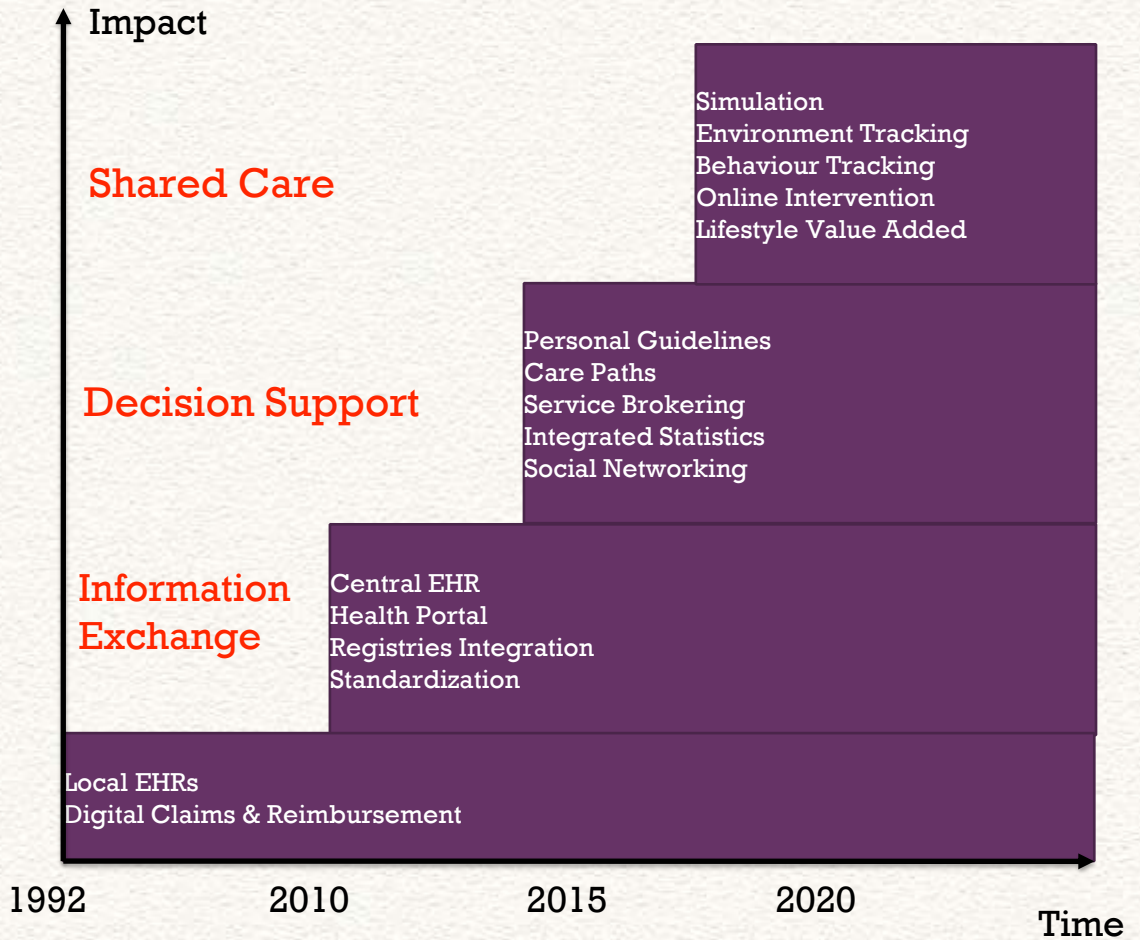 Impact
Simulation
Environment Tracking
Behaviour Tracking
Online Intervention
Lifestyle Value Added
Shared Care
Personal Guidelines
Care Paths
Service Brokering
Integrated Statistics
Social Networking
Decision Support
Central EHR
Health Portal
Registries Integration
Standardization
Information
Exchange
Local EHRs
Digital Claims & Reimbursement
1992
2010
2015
2020
Time